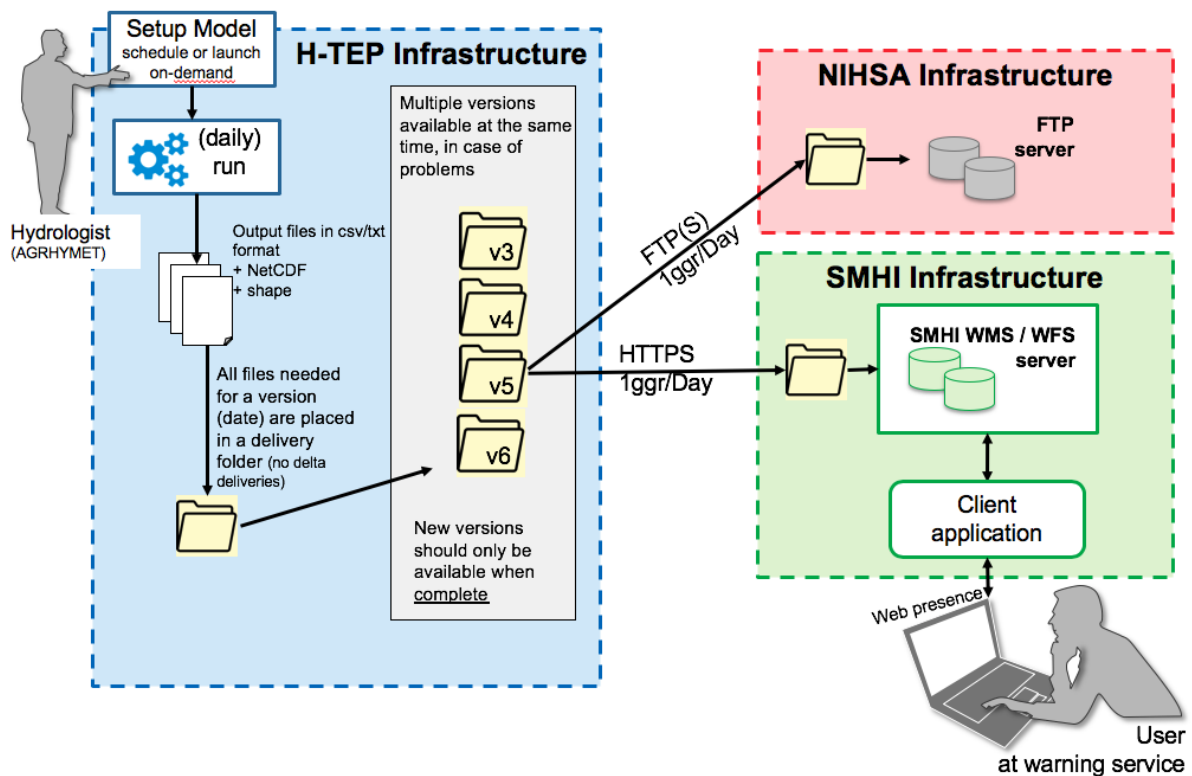 Setup Model
schedule or launch
on-demand
H-TEP Infrastructure
(daily)
run
Hydrologist
(AGRHYMET)
Output files in csv/txt
format
+ NetCDF
+ shape
All files needed
for a version
(date) are placed
in a delivery
folder (no delta
deliveries)
Multiple versions
available at the same
time, in case of
problems
v3
v4
v5
v6
New versions
should only be
available when
complete
FTP(S)
1ggr/Day
HTTPS
1ggr/Day
NIHSA Infrastructure
FTP
server
SMHI Infrastructure
SMHI WMS / WFS
server
Client
application
Web presence
User
at warning service